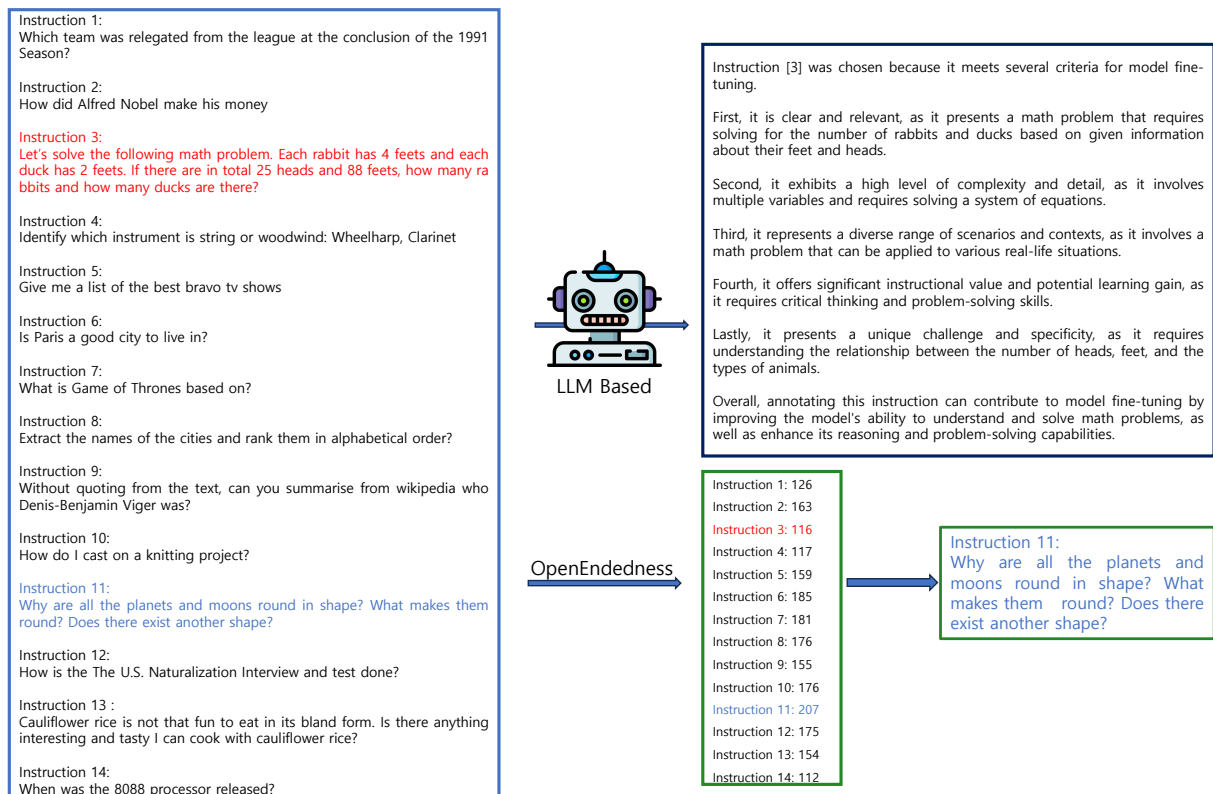 Instruction 1:
Which team was relegated from the league at the conclusion of the 1991
Season?
Instruction 2:
How did Alfred Nobel make his money
Instruction 3:
Let's solve the following math problem. Each rabbit has 4 feets and each
duck has 2 feets. If there are in total 25 heads and 88 feets, how many ra
bbits and how many ducks are there?
Instruction 4:
Identify which instrument is string or woodwind: Wheelharp, Clarinet
Instruction 5:
Give me a list of the best bravo tv shows
Instruction 6:
Is Paris a good city to live in?
Instruction 7:
What is Game of Thrones based on?
Instruction 8:
Extract the names of the cities and rank them in alphabetical order?
Instruction 9:
Without quoting from the text, can you summarise from wikipedia who
Denis-Benjamin Viger was?
Instruction 10:
How do I cast on a knitting project?
Instruction 11:
Why are all the planets and moons round in shape? What makes them
round? Does there exist another shape?
Instruction 12:
How is the The U.S. Naturalization Interview and test done?
Instruction 13 :
Cauliflower rice is not that fun to eat in its bland form. Is there anything
interesting and tasty I can cook with cauliflower rice?
Instruction 14:
When was the 8088 processor released?
LLM Based
OpenEndedness
Instruction [3] was chosen because it meets several criteria for model fine-
tuning.
First, it is clear and relevant, as it presents a math problem that requires
solving for the number of rabbits and ducks based on given information
about their feet and heads.
Second, it exhibits a high level of complexity and detail, as it involves
multiple variables and requires solving a system of equations.
Third, it represents a diverse range of scenarios and contexts, as it involves a
math problem that can be applied to various real-life situations.
Fourth, it offers significant instructional value and potential learning gain, as
it requires critical thinking and problem-solving skills.
Lastly, it presents a unique challenge and specificity, as it requires
understanding the relationship between the number of heads, feet, and the
types of animals.
Overall, annotating this instruction can contribute to model fine-tuning by
improving the model's ability to understand and solve math problems, as
well as enhance its reasoning and problem-solving capabilities.
Instruction 1: 126
Instruction 2: 163
Instruction 3: 116
Instruction 4: 117
Instruction 5: 159
Instruction 6: 185
Instruction 7: 181
Instruction 8: 176
Instruction 9: 155
Instruction 10: 176
Instruction 11: 207
Instruction 12: 175
Instruction 13: 154
Instruction 14: 112
Instruction 11:
Why are all the planets and
moons round in shape? What
makes them round? Does there
exist another shape?